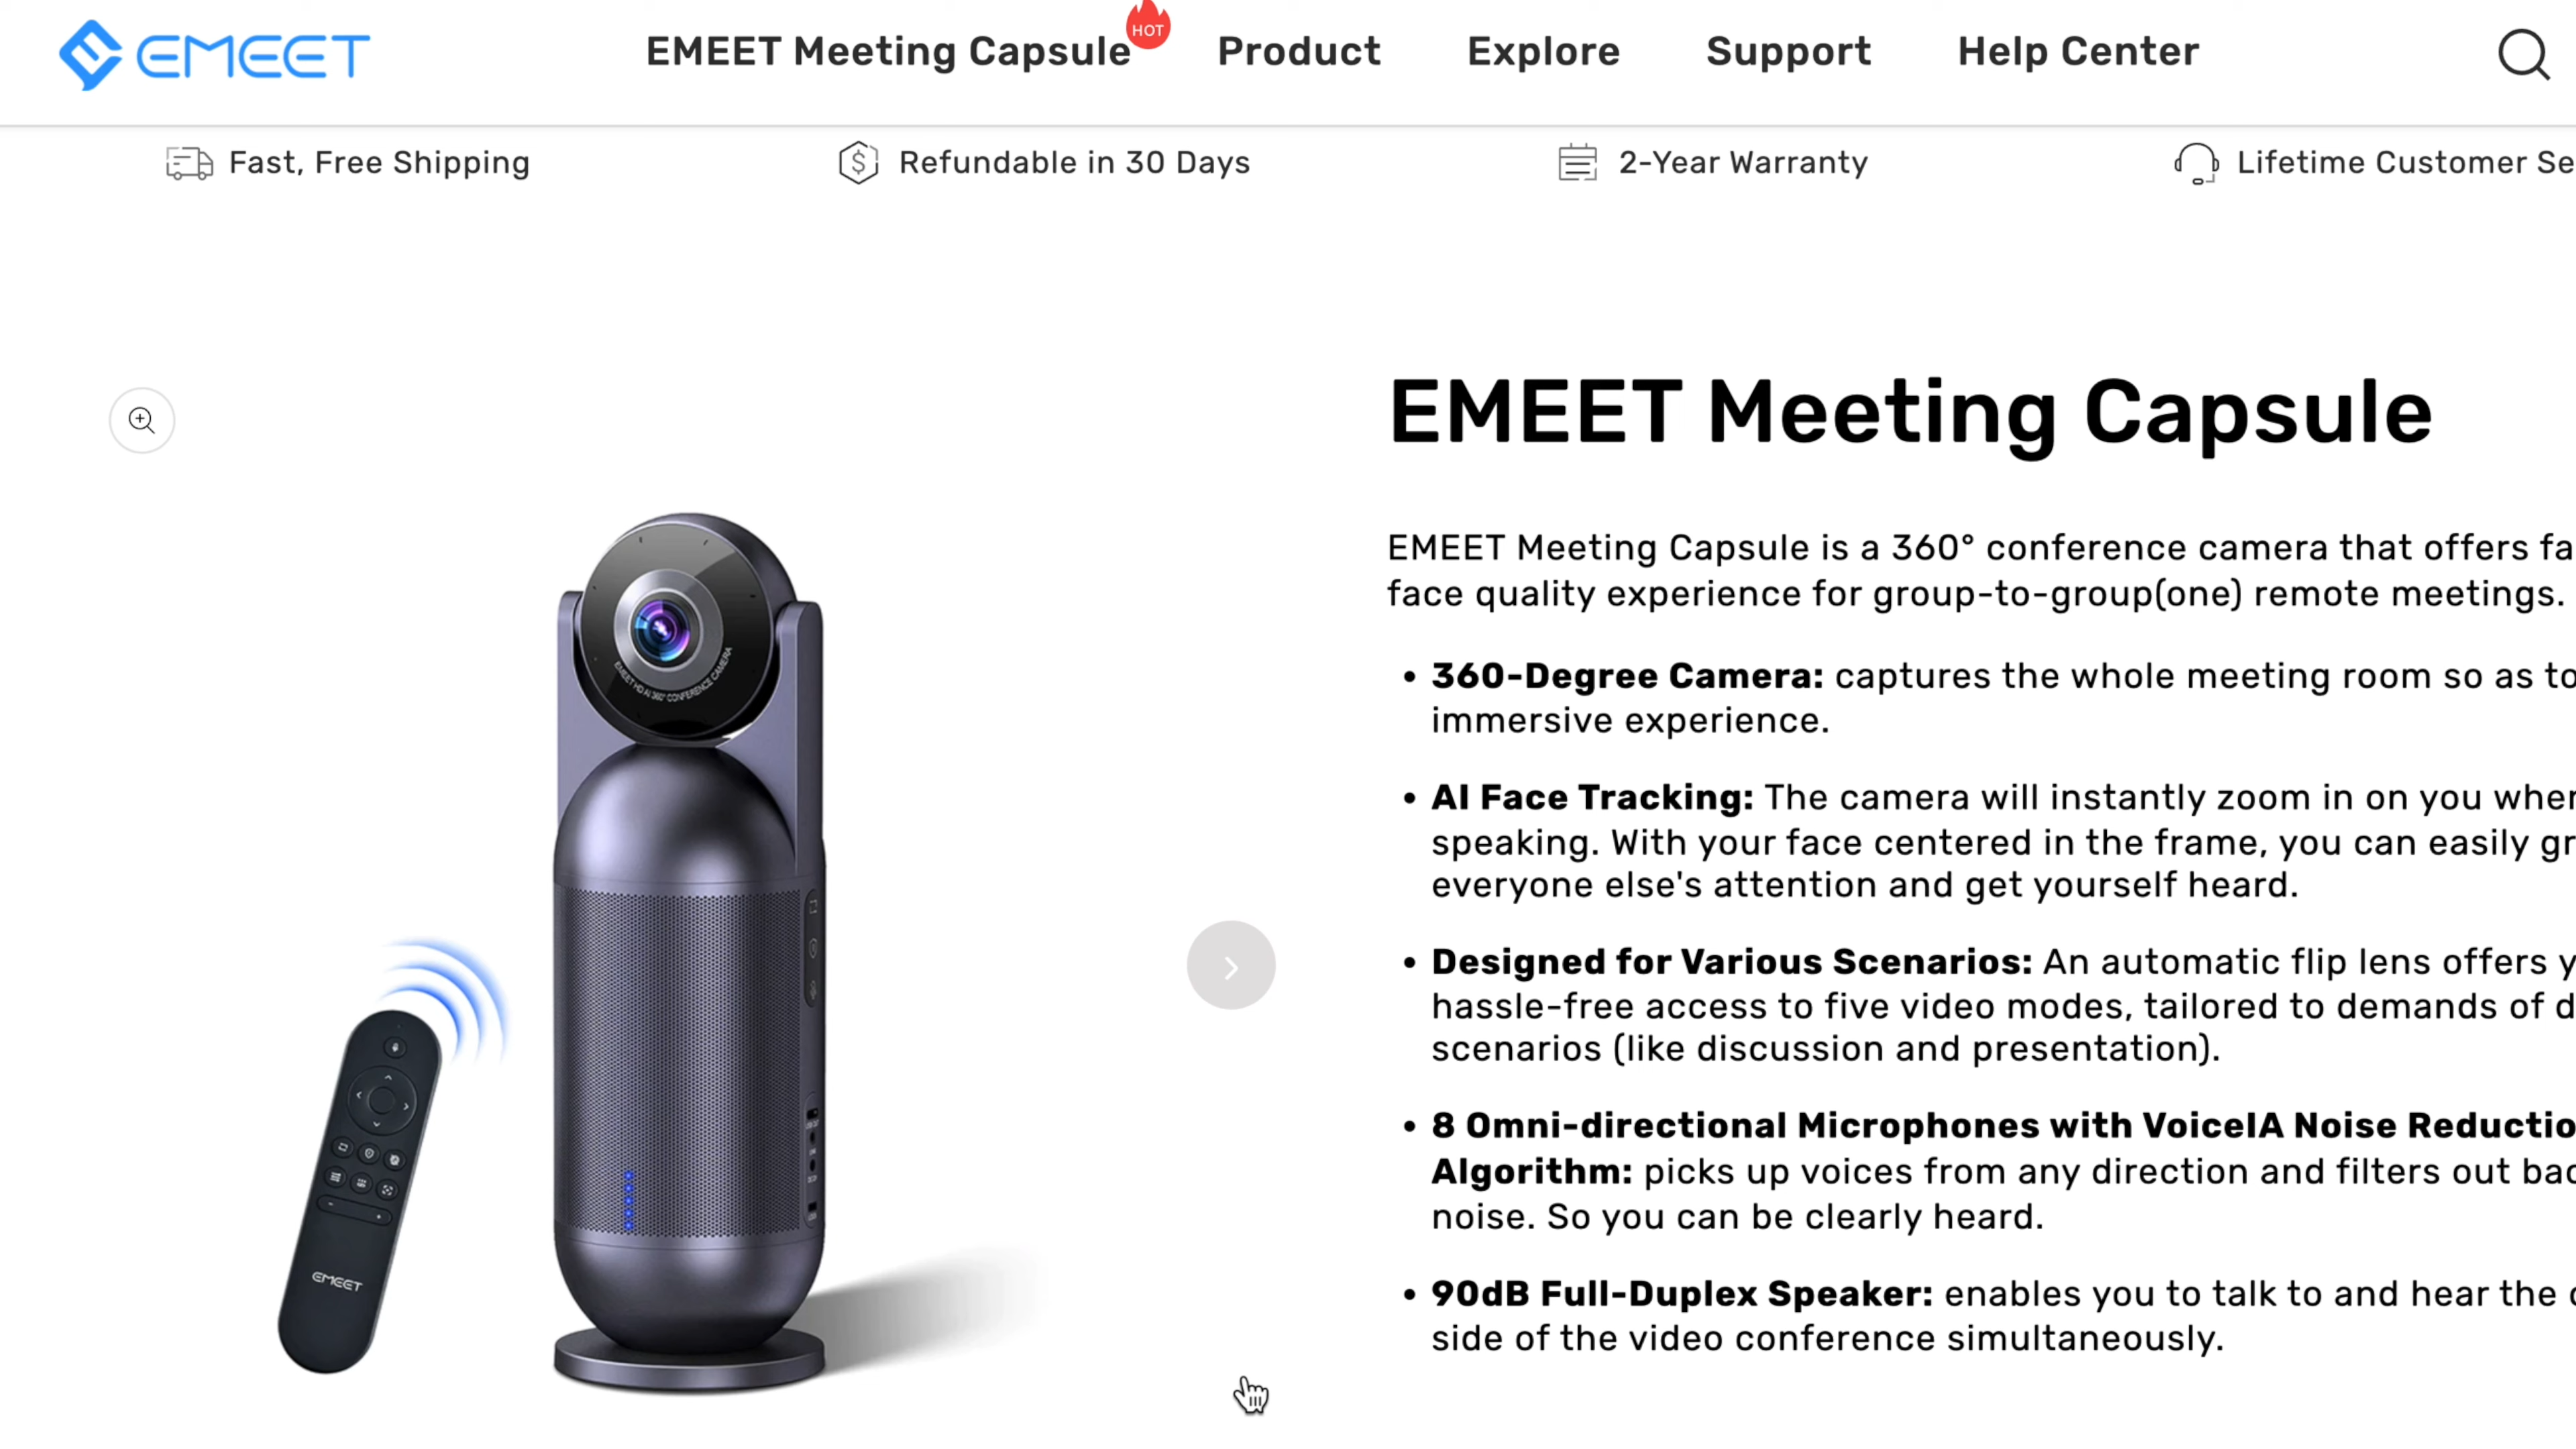 EMEET
EMEET Meeting Capsule
HOT
Product
Explore
Support
Help Center
Fast, Free Shipping
Refundable in 30 Days
2-Year Warranty
Lifetime Customer Se
EMEET Meeting Capsule
EMEET Meeting Capsule is a 360° conference camera that offers fa
face quality experience for group-to-group(one) remote meetings.
• 360-Degree Camera: captures the whole meeting room so as to
immersive experience.
• AI Face Tracking: The camera will instantly zoom in on you when
speaking. With your face centered in the frame, you can easily gr
everyone else's attention and get yourself heard.
• Designed for Various Scenarios: An automatic flip lens offers y
hassle-free access to five video modes, tailored to demands of d
scenarios (like discussion and presentation).
• 8 Omni-directional Microphones with VoiceIA Noise Reductio
Algorithm: picks up voices from any direction and filters out bac
noise. So you can be clearly heard.
• 90dB Full-Duplex Speaker: enables you to talk to and hear the o
side of the video conference simultaneously.
EMEET HD AI 360° CONFERENCE CAMERA
EMEET